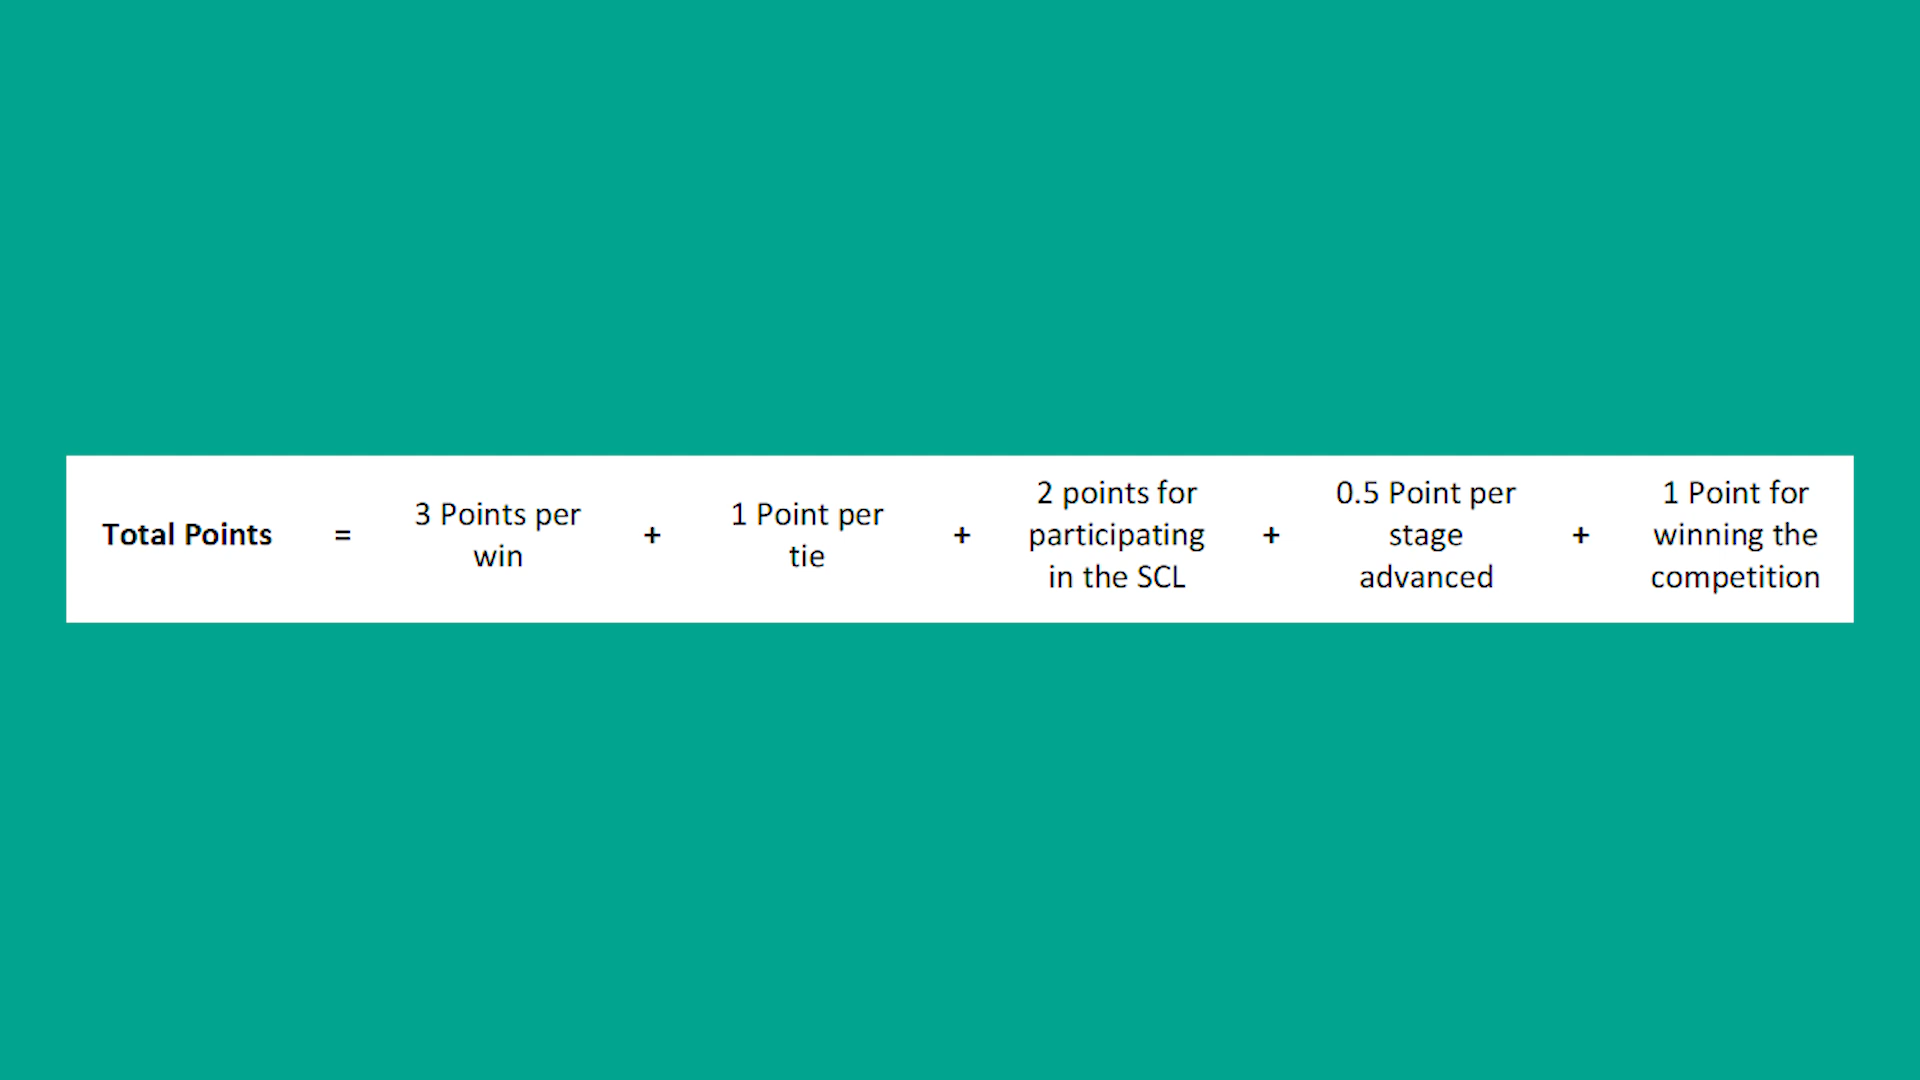 Total Points
=
3 Points per
win
+
1 Point per
tie
+
2 points for
participating
in the SCL
+
0.5 Point per
stage
advanced
+
1 Point for
winning the
competition